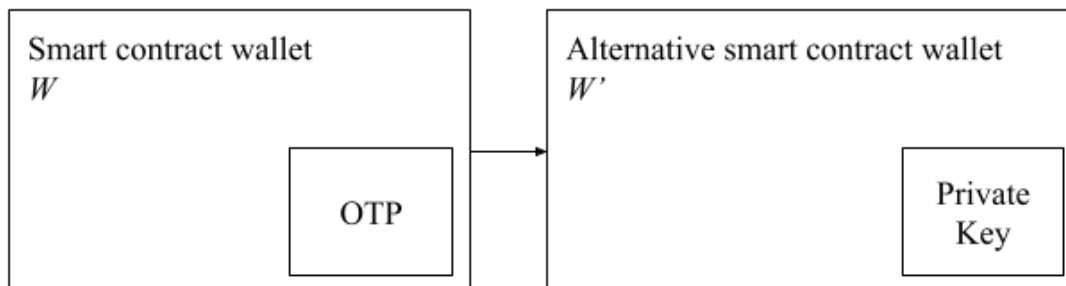 Smart contract wallet
W
OTP
Alternative smart contract wallet
W’
Private
Key